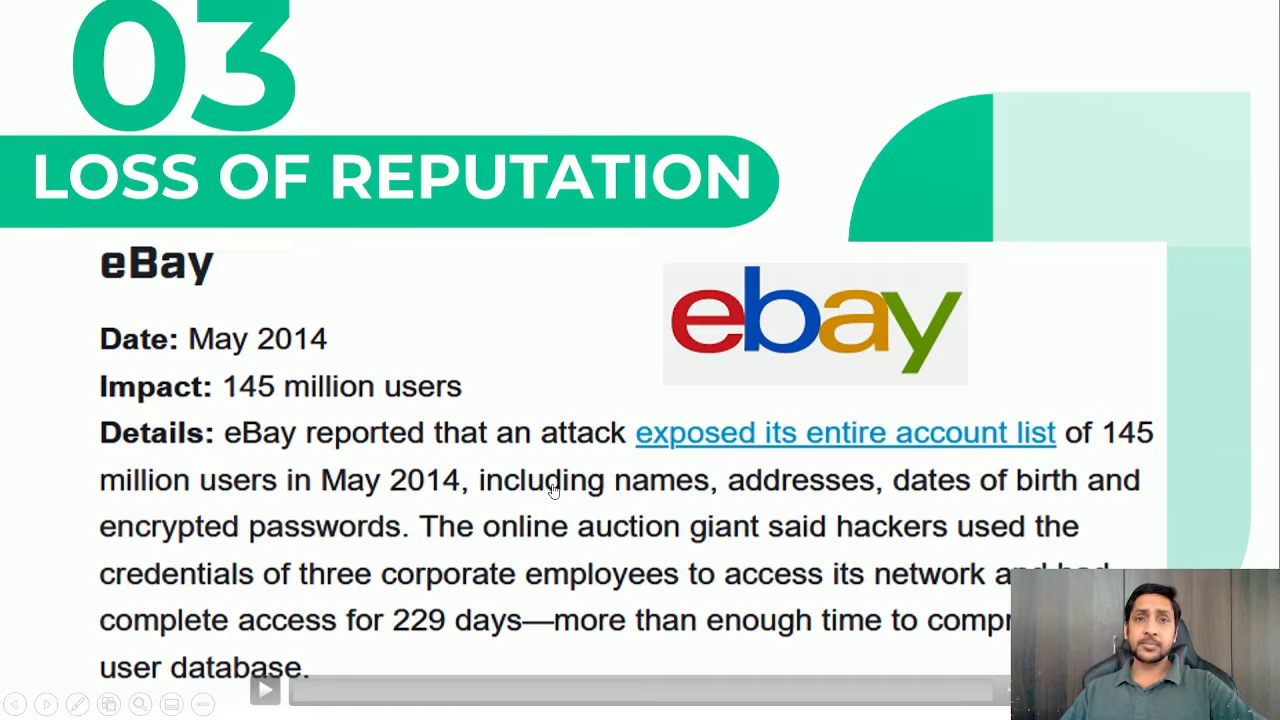 03
LOSS OF REPUTATION
eBay
ebay
Date: May 2014
Impact: 145 million users
Details: eBay reported that an attack exposed its entire account list of 145
million users in May 2014, including names, addresses, dates of birth and
encrypted passwords. The online auction giant said hackers used the
credentials of three corporate employees to access its network and had
complete access for 229 days—more than enough time to
user database.